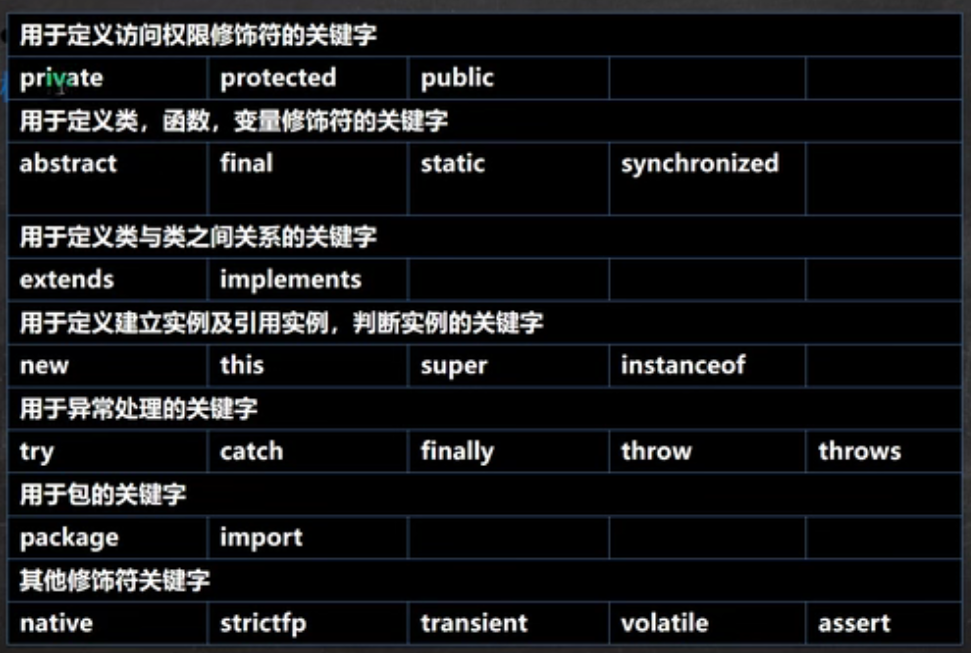 用于定义访问权限修饰符的关键字
private protected public
用于定义类，函数，变量修饰符的关键字
abstract final static synchronized
用于定义类与类之间关系的关键字
extends implements
用于定义建立实例及引用实例，判断实例的关键字
new this super instanceof
用于异常处理的关键字
try catch finally throw throws
用于包的关键字
package import
其他修饰符关键字
native strictfp transient volatile assert